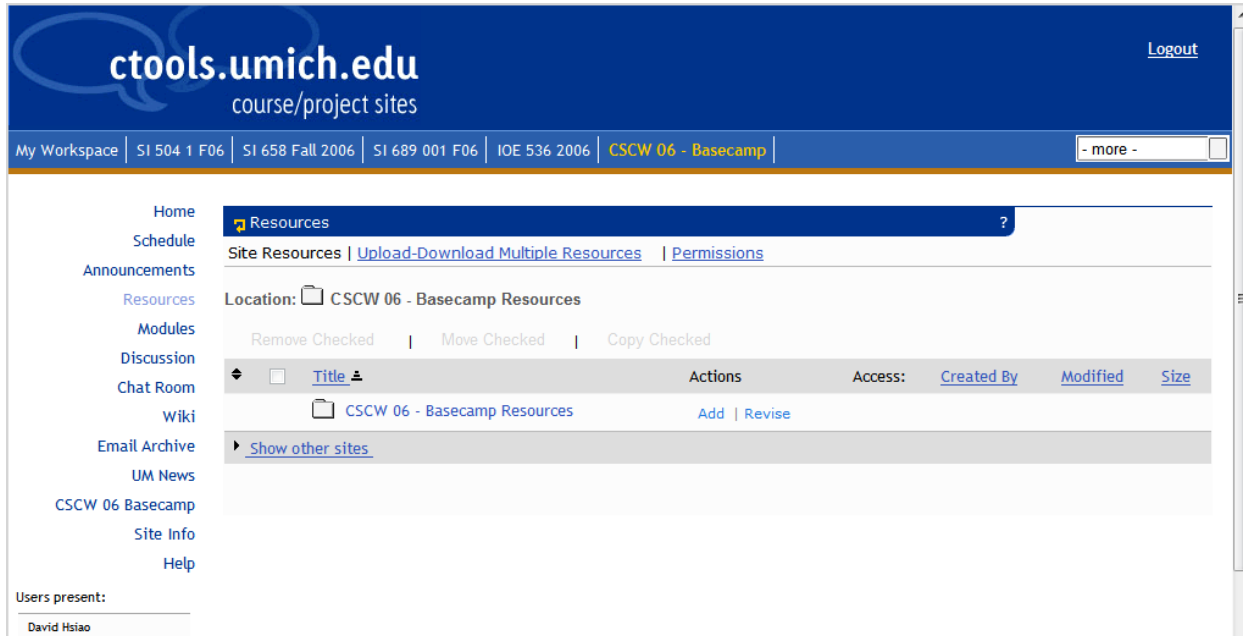 ctools.umich.edu
course/project sites
Logout
My Workspace | SI 504 1 F06 | SI 658 Fall 2006 | SI 689 001 F06 | IOE 536 2006 | CSCW 06 - Basecamp |
- more -
Home
Schedule
Announcements
Resources
Modules
Discussion
Chat Room
Wiki
Email Archive
UM News
CSCW 06 Basecamp
Site Info
Help
Users present:
David Hsiao
Resources ?
Site Resources | Upload-Download Multiple Resources | Permissions
Location: CSCW 06 - Basecamp Resources
Remove Checked | Move Checked | Copy Checked
Title Actions Access: Created By Modified Size
CSCW 06 - Basecamp Resources Add | Revise
Show other sites